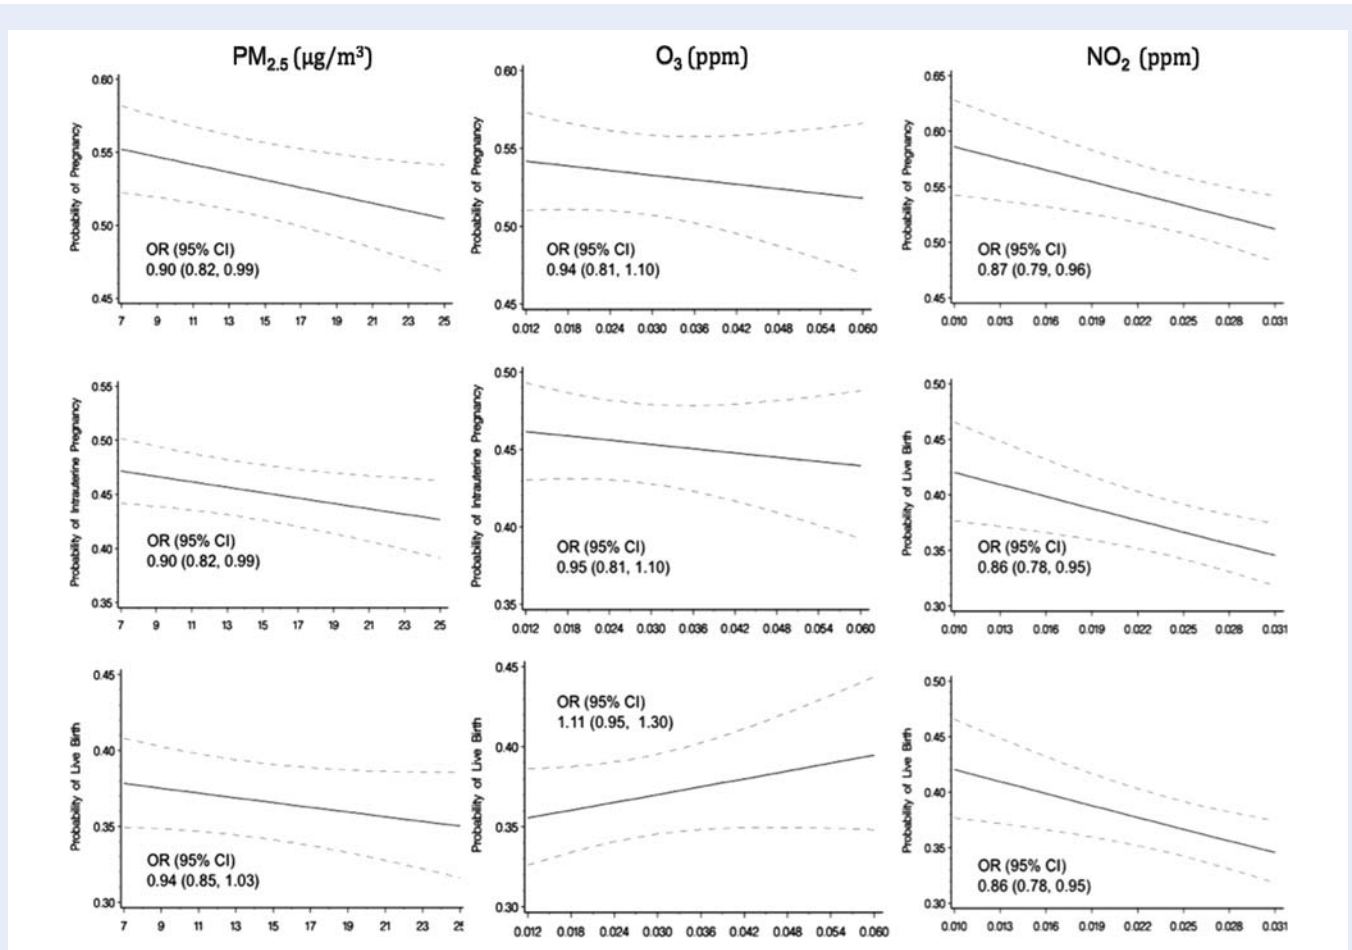 PM2.5 (µg/m³)
O3 (ppm)
NO2 (ppm)
Probability of Pregnancy
0.60
0.55
0.50
0.45
OR (95% CI)
0.90 (0.82, 0.99)
7 9 11 13 15 17 19 21 23 25
Probability of Pregnancy
0.60
0.55
0.50
0.45
OR (95% CI)
0.94 (0.81, 1.10)
0.012 0.018 0.024 0.030 0.036 0.042 0.048 0.054 0.060
Probability of Pregnancy
0.65
0.60
0.55
0.50
0.45
OR (95% CI)
0.87 (0.79, 0.96)
0.010 0.013 0.016 0.019 0.022 0.025 0.028 0.031
Probability of Intrauterine Pregnancy
0.55
0.50
0.45
0.40
0.35
OR (95% CI)
0.90 (0.82, 0.99)
7 9 11 13 15 17 19 21 23 25
Probability of Intrauterine Pregnancy
0.50
0.45
0.40
0.35
OR (95% CI)
0.95 (0.81, 1.10)
0.012 0.018 0.024 0.030 0.036 0.042 0.048 0.054 0.060
Probability of Live Birth
0.50
0.45
0.40
0.35
0.30
OR (95% CI)
0.86 (0.78, 0.95)
0.010 0.013 0.016 0.019 0.022 0.025 0.028 0.031
Probability of Live Birth
0.45
0.40
0.35
0.30
OR (95% CI)
0.94 (0.85, 1.03)
7 9 11 13 15 17 19 21 23 25
Probability of Live Birth
0.45
0.40
0.35
0.30
OR (95% CI)
1.11 (0.95, 1.30)
0.012 0.018 0.024 0.030 0.036 0.042 0.048 0.054 0.060
Probability of Live Birth
0.50
0.45
0.40
0.35
0.30
OR (95% CI)
0.86 (0.78, 0.95)
0.010 0.013 0.016 0.019 0.022 0.025 0.028 0.031